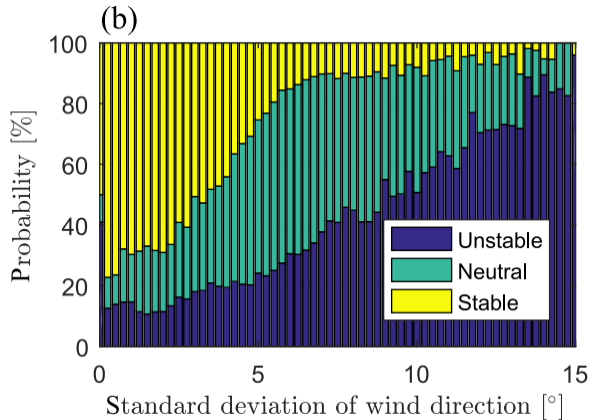 (b)
100
80
60
40
20
0
Probability [%]
Unstable
Neutral
Stable
0 5 10 15
Standard deviation of wind direction [°]